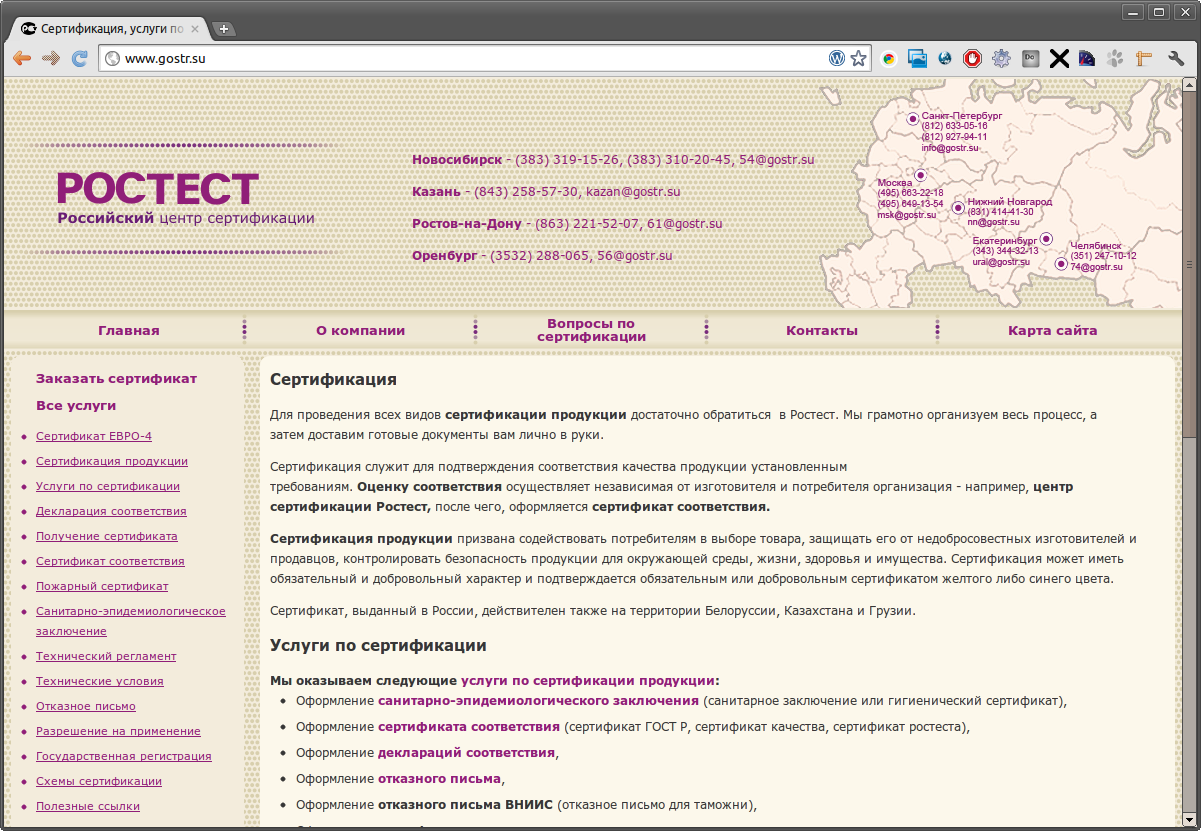 Сертификация, услуги по
www.gostr.su
РОСТЕСТ
Российский центр сертификации
Новосибирск - (383) 319-15-26, (383) 310-20-45, 54@gostr.su
Казань - (843) 258-57-30, kazan@gostr.su
Ростов-на-Дону - (863) 221-52-07, 61@gostr.su
Оренбург - (3532) 288-065, 56@gostr.su
Санкт-Петербург
(812) 633-05-16
(812) 927-94-11
info@gostr.su
Москва
(495) 663-22-18
(495) 649-13-54
msk@gostr.su
Нижний Новгород
(831) 414-41-30
nn@gostr.su
Екатеринбург
(343) 344-32-13
ural@gostr.su
Челябинск
(351) 247-10-12
74@gostr.su
Главная
О компании
Вопросы по
сертификации
Контакты
Карта сайта
Заказать сертификат
Все услуги
Сертификат ЕВРО-4
Сертификация продукции
Услуги по сертификации
Декларация соответствия
Получение сертификата
Сертификат соответствия
Пожарный сертификат
Санитарно-эпидемиологическое
заключение
Технический регламент
Технические условия
Отказное письмо
Разрешение на применение
Государственная регистрация
Схемы сертификации
Полезные ссылки
Сертификация
Для проведения всех видов сертификации продукции достаточно обратиться  в Ростест. Мы грамотно организуем весь процесс, а
затем доставим готовые документы вам лично в руки.
Сертификация служит для подтверждения соответствия качества продукции установленным
требованиям. Оценку соответствия осуществляет независимая от изготовителя и потребителя организация - например, центр
сертификации Ростест, после чего, оформляется сертификат соответствия.
Сертификация продукции призвана содействовать потребителям в выборе товара, защищать его от недобросовестных изготовителей и
продавцов, контролировать безопасность продукции для окружающей среды, жизни, здоровья и имущества. Сертификация может иметь
обязательный и добровольный характер и подтверждается обязательным или добровольным сертификатом желтого либо синего цвета.
Сертификат, выданный в России, действителен также на территории Белоруссии, Казахстана и Грузии.
Услуги по сертификации
Мы оказываем следующие услуги по сертификации продукции:
Оформление санитарно-эпидемиологического заключения (санитарное заключение или гигиенический сертификат),
Оформление сертификата соответствия (сертификат ГОСТ Р, сертификат качества, сертификат ростеста),
Оформление деклараций соответствия,
Оформление отказного письма,
Оформление отказного письма ВНИИС (отказное письмо для таможни),